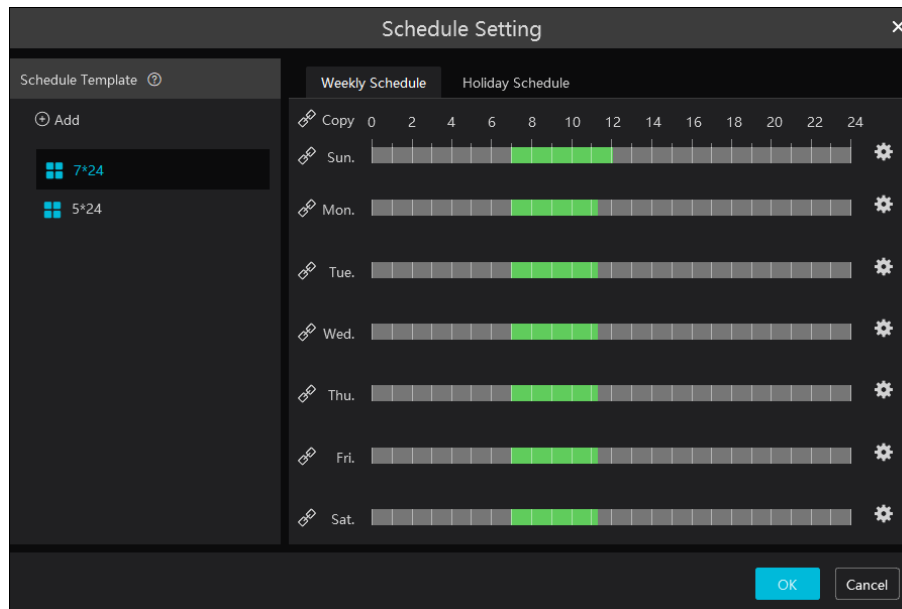 Schedule Setting
Schedule Template
Add
7*24
5*24
Weekly Schedule Holiday Schedule
Copy 0 2 4 6 8 10 12 14 16 18 20 22 24
Sun.
Mon.
Tue.
Wed.
Thu.
Fri.
Sat.
OK Cancel